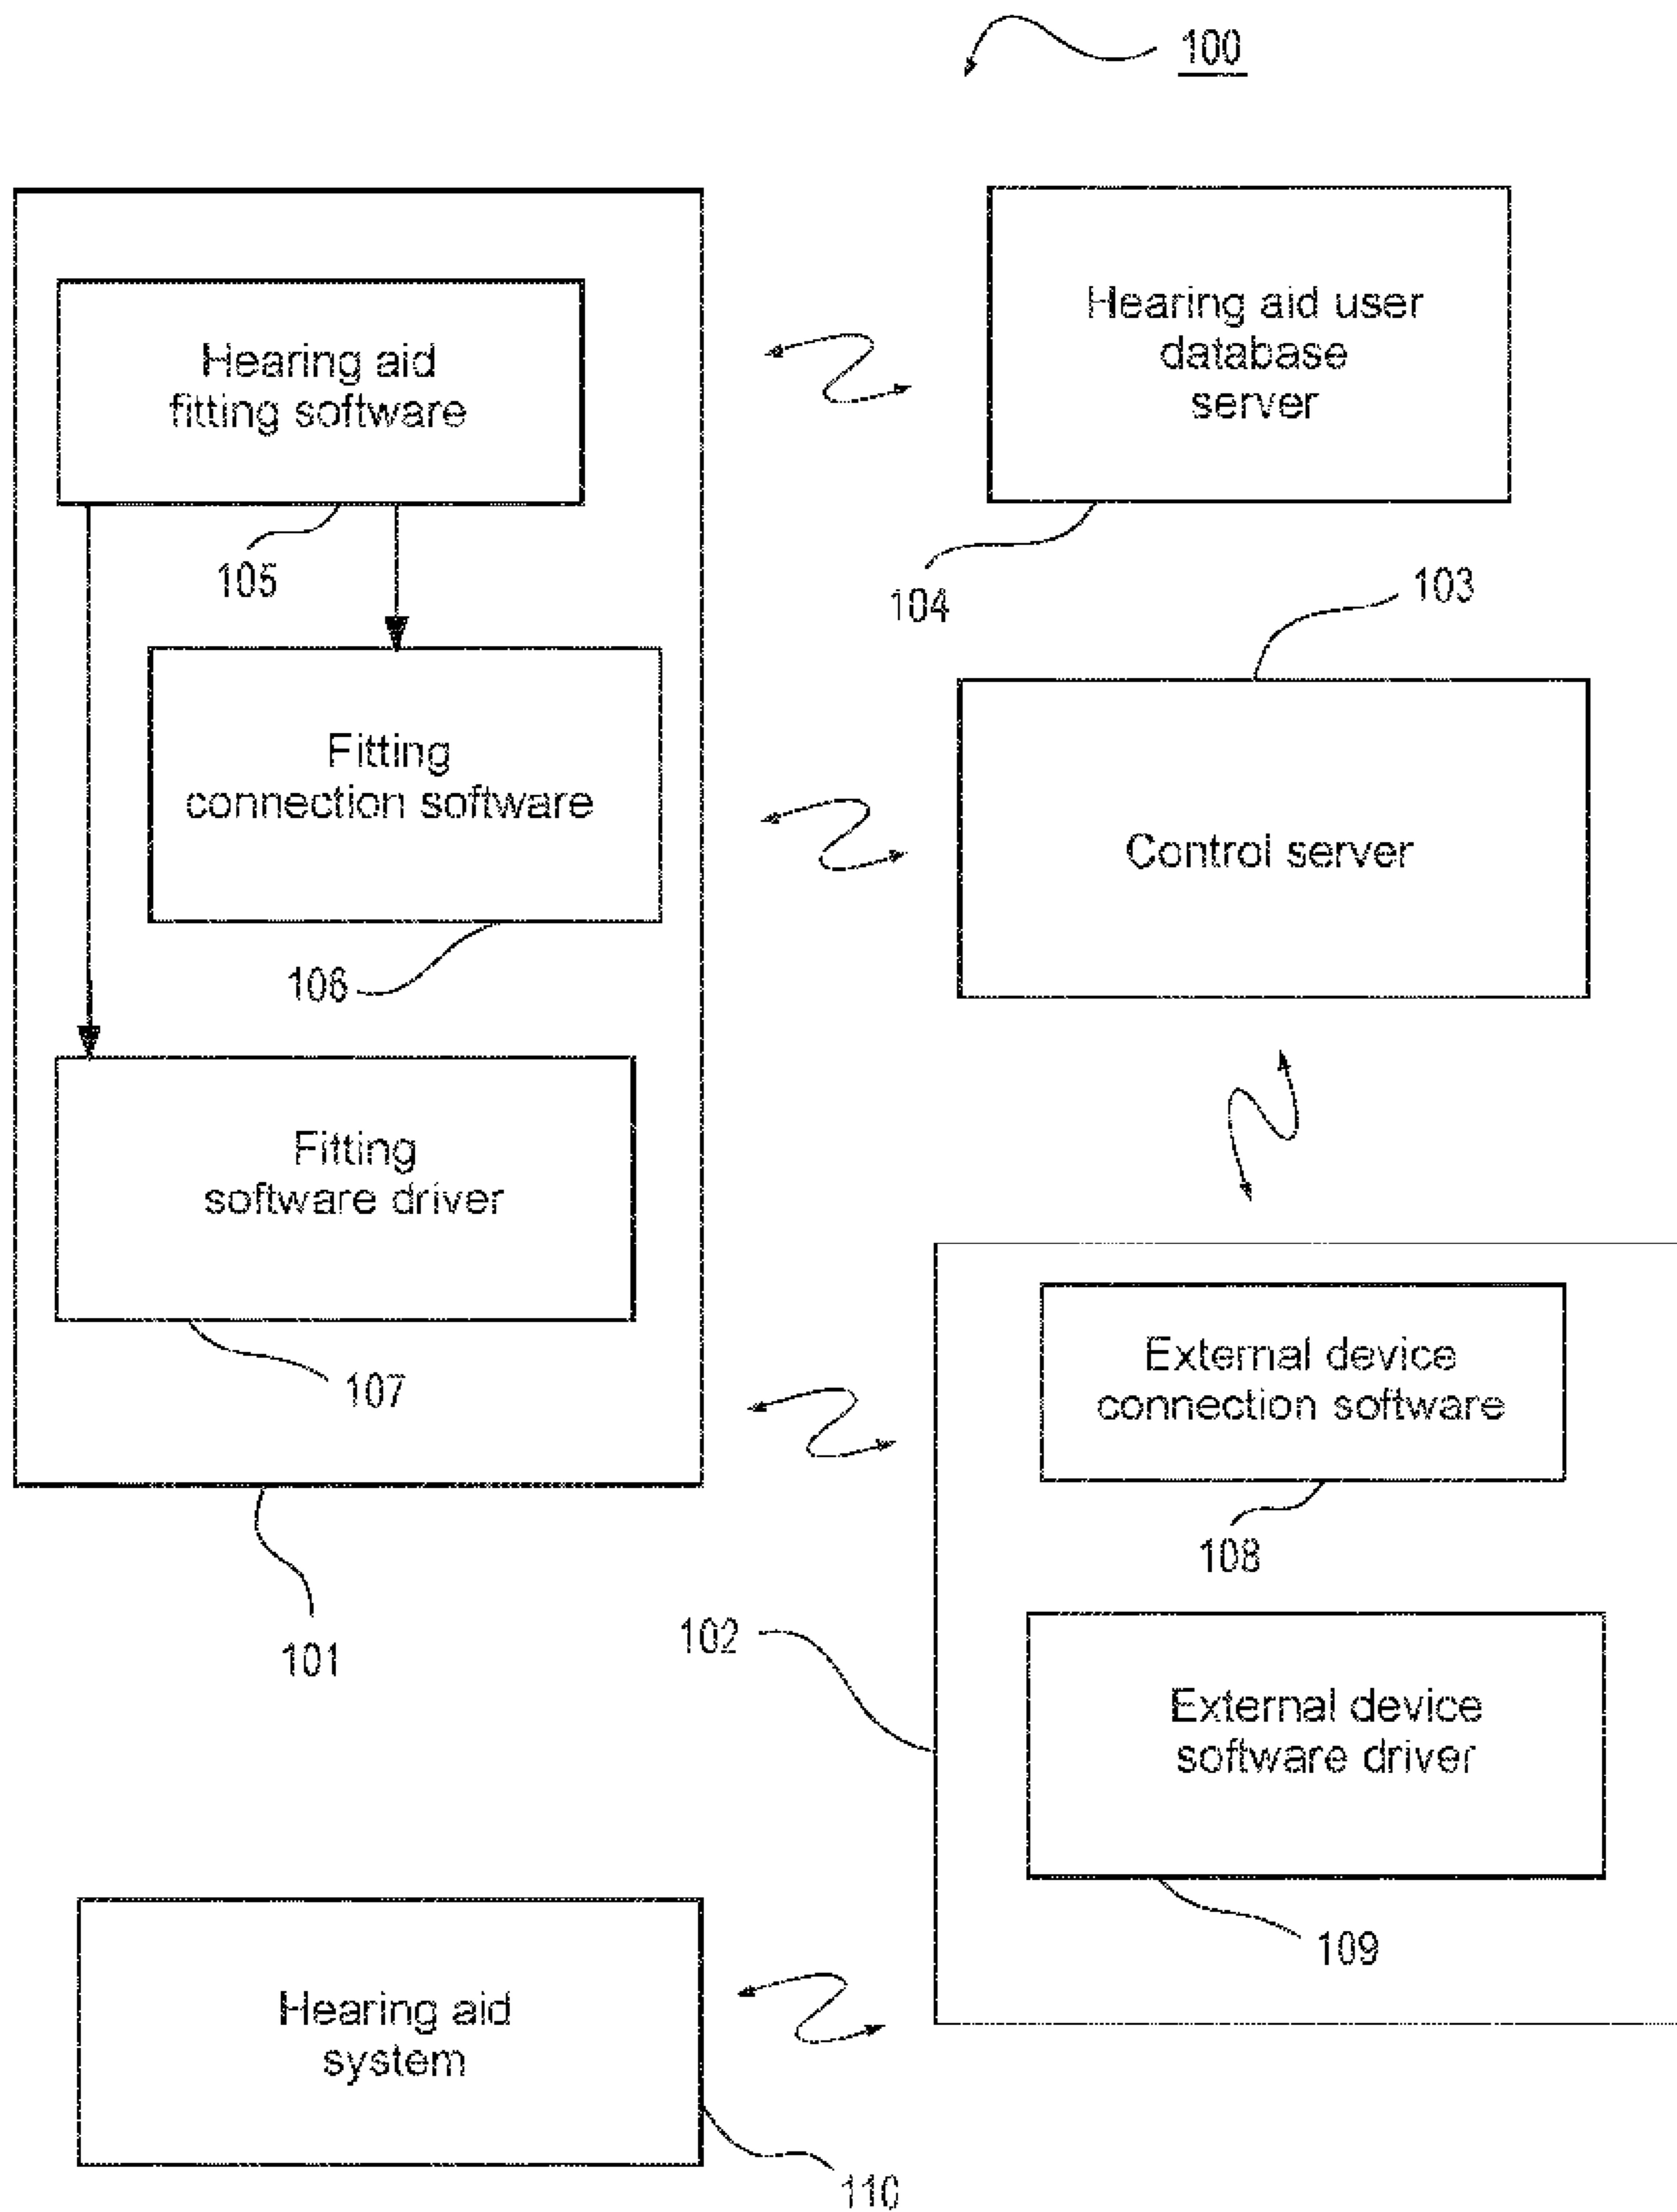 100
Hearing aid
fitting software
105
Hearing aid user
database
server
104
103
Fitting
connection software
106
Control server
Fitting
software driver
107
101
External device
connection software
108
102
External device
software driver
109
Hearing aid
system
110